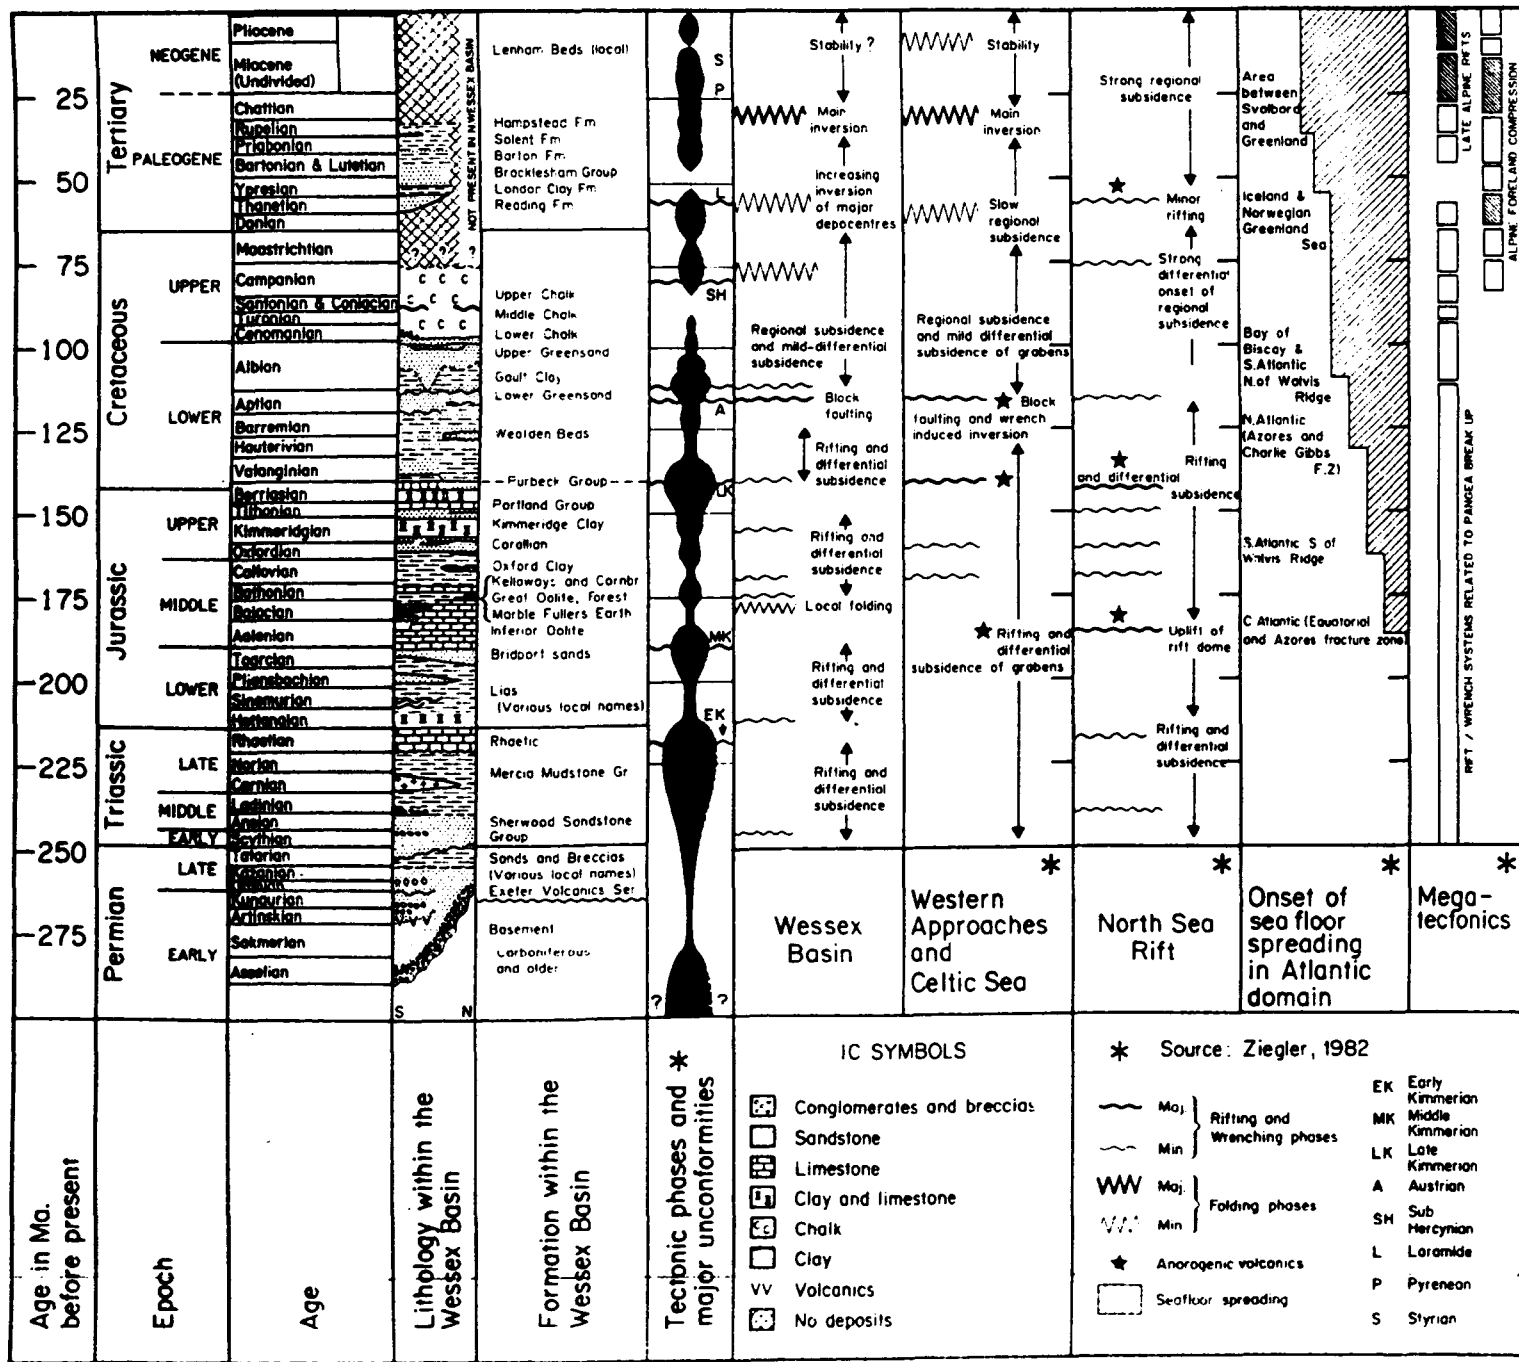 25
50
75
100
125
150
175
200
225
250
275
Tertiary
Cretaceous
Jurassic
Triassic
Permian
NEOGENE
PALEOGENE
UPPER
LOWER
UPPER
MIDDLE
LOWER
LATE
MIDDLE
EARLY
LATE
EARLY
Pliocene
Miocene
(Undivided)
Chattian
Rupelian
Priabonian
Bartonian & Lutetian
Ypresian
Thanetian
Danian
Maastrichtian
Campanian
Santonian & Coniacian
Turonian
Cenomanian
Albian
Aptian
Barremian
Hauterivian
Valanginian
Berriasian
Tithonian
Kimmeridgian
Oxfordian
Callovian
Bathonian
Bajocian
Aalenian
Toarcian
Pliensbachian
Sinemurian
Hettangian
Rhaetian
Norian
Carnian
Ladinian
Anisian
Scythian
Tatarian
Kazanian
Kungurian
Artinskian
Sakmerian
Asselian
NOT PRESENT IN N.WESSEX BASIN
? ? ?
C C C
C C C
C C C
S N
Lenham Beds (local)
Hampstead Fm
Solent Fm
Barton Fm
Bracklesham Group
London Clay Fm
Reading Fm
Upper Chalk
Middle Chalk
Lower Chalk
Upper Greensand
Gault Clay
Lower Greensand
Wealden Beds
Purbeck Group
Portland Group
Kimmeridge Clay
Corallian
Oxford Clay
Kellaways and Cornbr
Great Oolite, Forest
Marble Fullers Earth
Inferior Oolite
Bridport sands
Lias
(Various local names)
Rhaetic
Mercia Mudstone Gr
Sherwood Sandstone
Group
Sands and Breccias
(Various local names)
Exeter Volcanics Ser
Basement
Carboniferous
and older
S
P
L
SH
A
LK
MK
EK
? ?
Stability ?
Main
inversion
Increasing
inversion
of major
depocentres
Regional subsidence
and mild-differential
subsidence
Block
faulting
Rifting and
differential
subsidence
Rifting and
differential
subsidence
Local folding
Rifting and
differential
subsidence
Rifting and
differential
subsidence
Wessex
Basin
Stability
Main
inversion
Slow
regional
subsidence
Regional subsidence
and mild differential
subsidence of grabens
★ Block
faulting and wrench
induced inversion
★
★ Rifting and
differential
subsidence of grabens
*
Western
Approaches
and
Celtic Sea
Strong regional
subsidence
★
Minor
rifting
Strong
differential
onset of
regional
subsidence
★ Rifting
and differential
subsidence
★
Uplift of
rift dome
Rifting and
differential
subsidence
*
North Sea
Rift
Area
between
Svalbard
and
Greenland
Iceland &
Norwegian
Greenland
Sea
Bay of
Biscay &
S.Atlantic
N.of Walvis
Ridge
N.Atlantic
(Azores and
Charlie Gibbs
F.Z)
S.Atlantic S of
Walvis Ridge
C Atlantic (Equatorial
and Azores fracture zone)
*
Onset of
sea floor
spreading
in Atlantic
domain
LATE ALPINE RIFTS
ALPINE FORELAND COMPRESSION
RIFT / WRENCH SYSTEMS RELATED TO PANGEA BREAK UP
*
Mega-
tectonics
Age in Ma.
before present
Epoch
Age
Lithology within the
Wessex Basin
Formation within the
Wessex Basin
Tectonic phases and *
major unconformities
IC SYMBOLS
Conglomerates and breccias
Sandstone
Limestone
Clay and limestone
Chalk
Clay
VV Volcanics
No deposits
* Source: Ziegler, 1982
Maj.
Min
Rifting and
Wrenching phases
Maj.
Min
Folding phases
★ Anorogenic volcanics
Seafloor spreading
EK Early
Kimmerian
MK Middle
Kimmerian
LK Late
Kimmerian
A Austrian
SH Sub
Hercynian
L Laramide
P Pyrenean
S Styrian